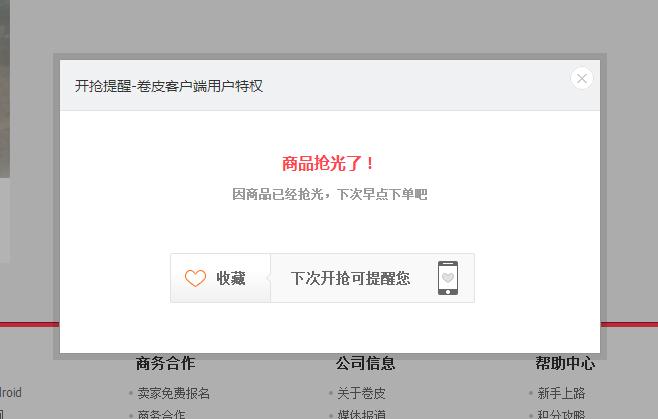 开抢提醒-卷皮客户端用户特权
商品抢光了！
因商品已经抢光，下次早点下单吧
收藏 下次开抢可提醒您
商务合作 公司信息 帮助中心
droid 卖家免费报名 关于卷皮 新手上路
商务合作 媒体报道 积分攻略